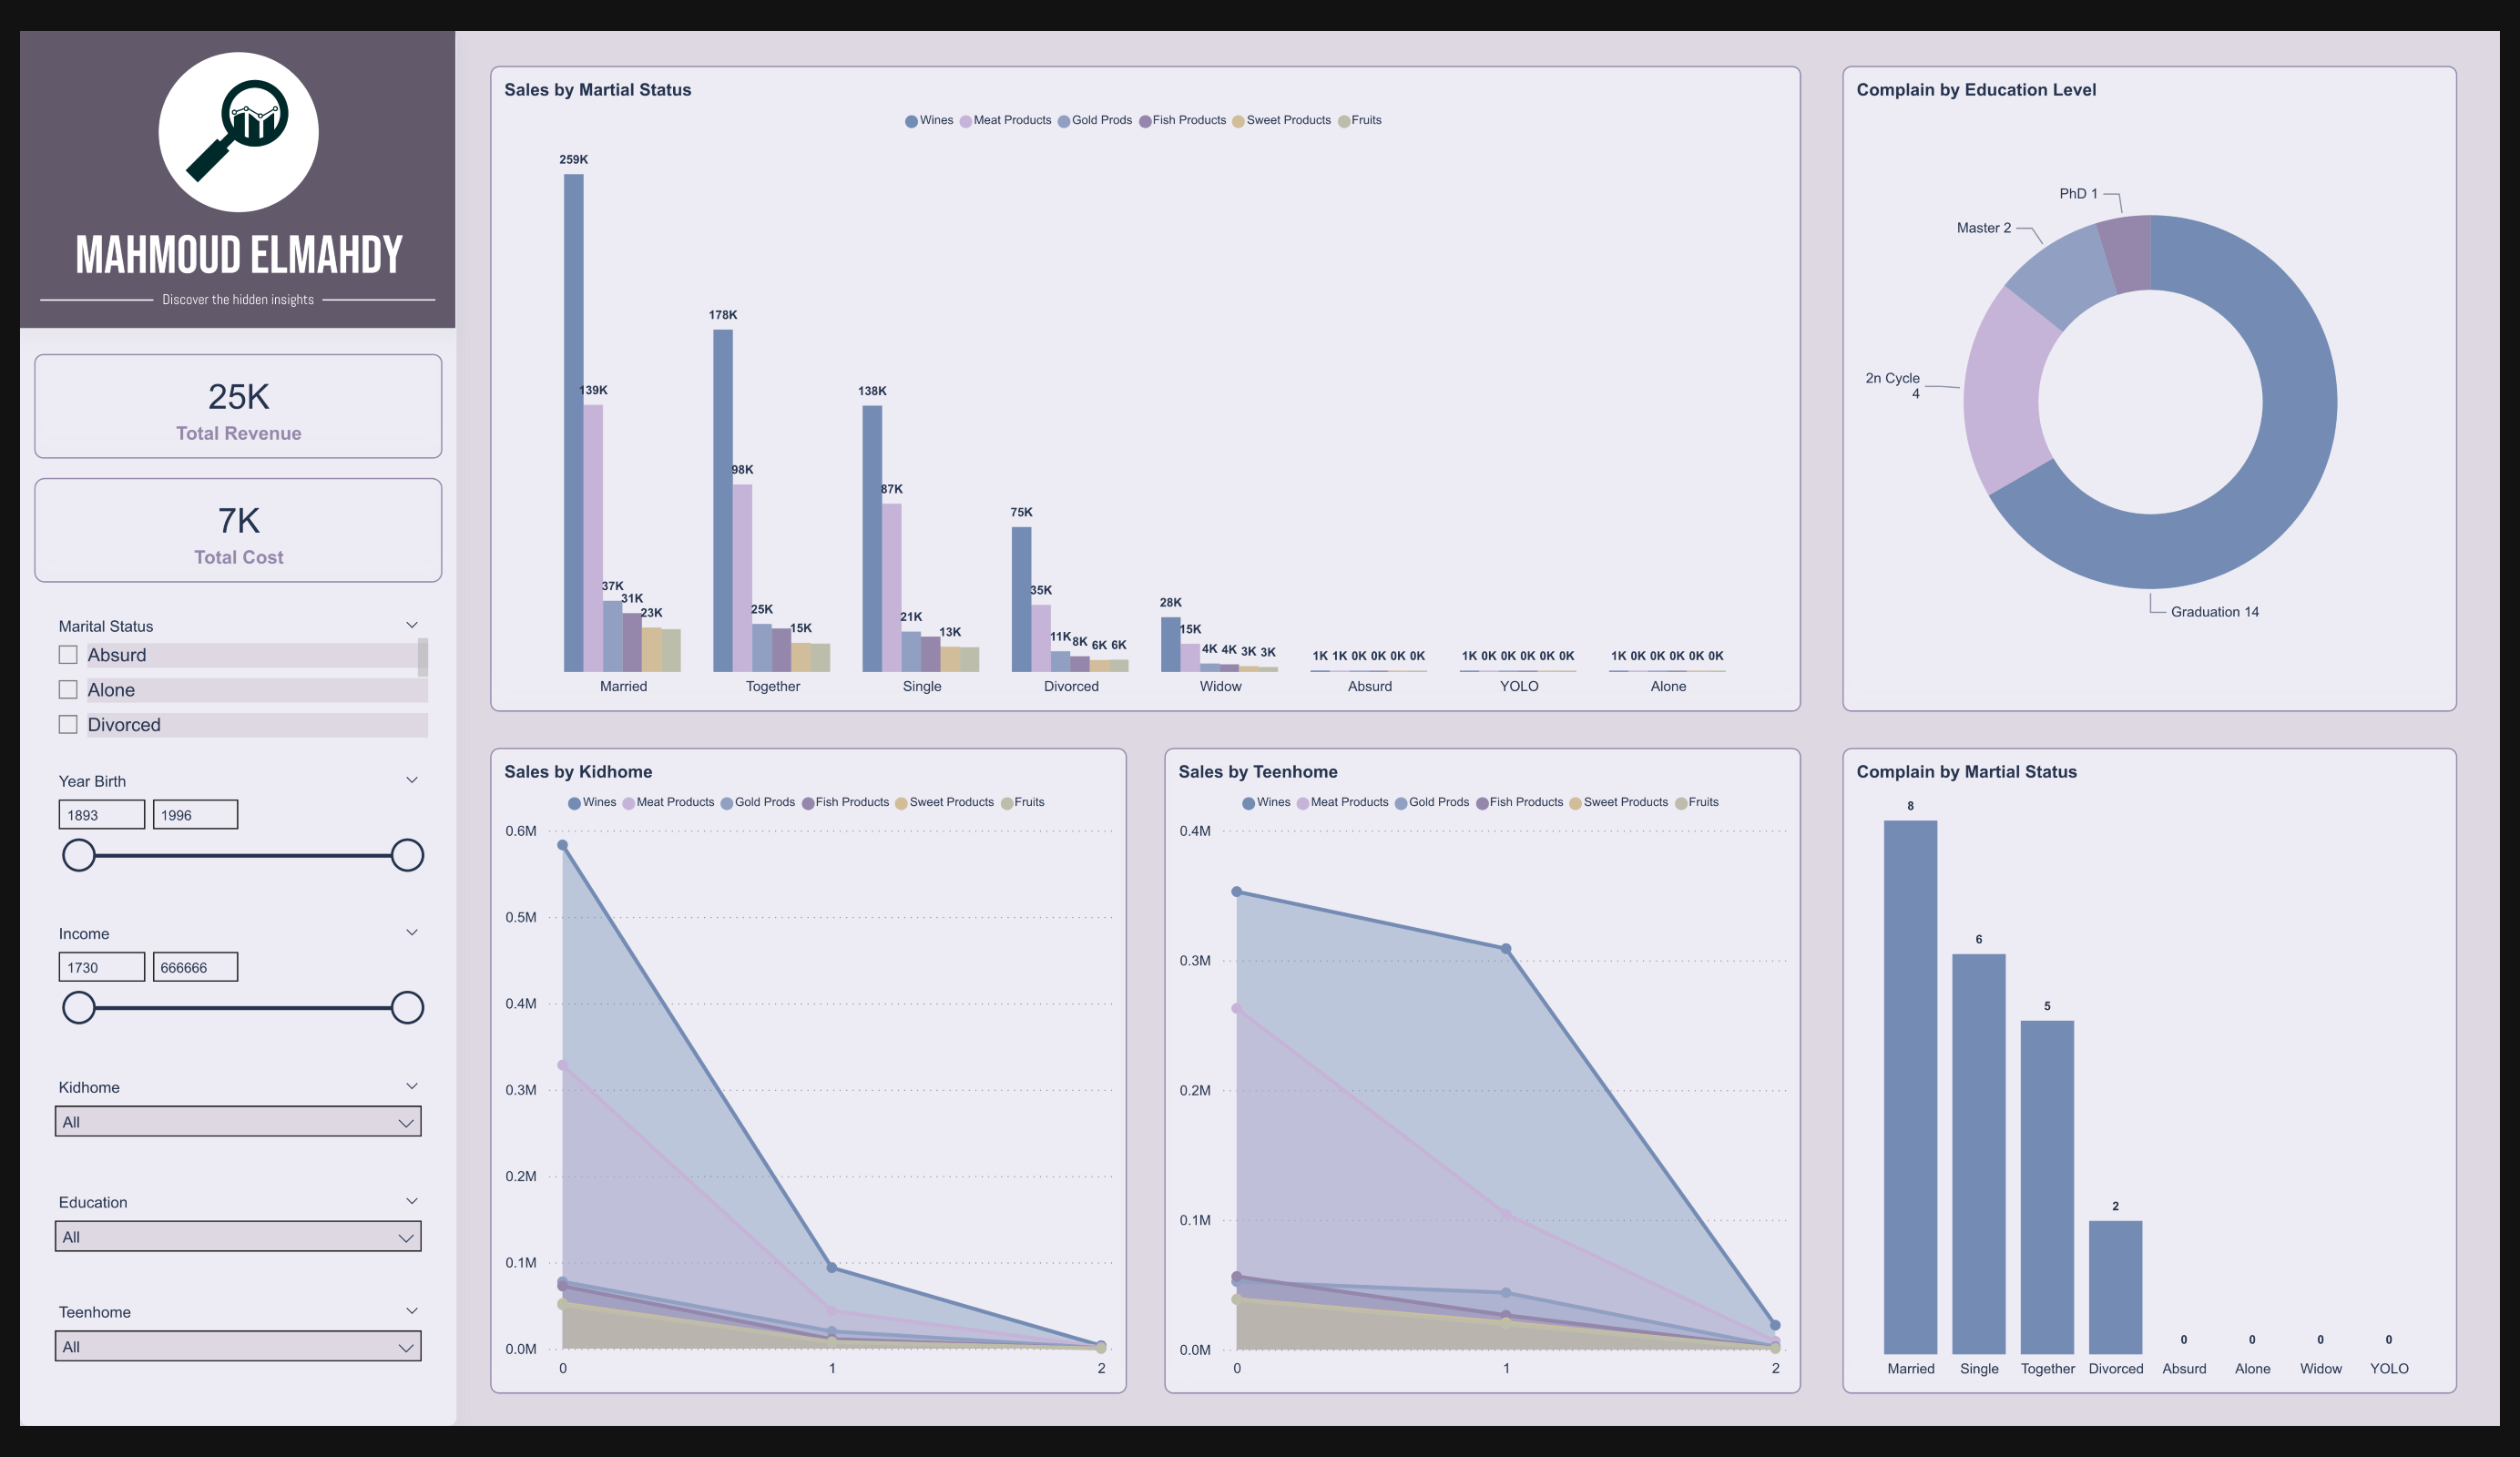 MAHMOUD ELMAHDY
Discover the hidden insights
25K
Total Revenue
7K
Total Cost
Marital Status
Absurd
Alone
Divorced
Year Birth
1893 1996
Income
1730 666666
Kidhome
All
Education
All
Teenhome
All
Sales by Martial Status
Wines Meat Products Gold Prods Fish Products Sweet Products Fruits
259K 139K 37K 31K 23K
178K 98K 25K 15K
138K 87K 21K 13K
75K 35K 11K 8K 6K 6K
28K 15K 4K 4K 3K 3K
1K 1K 0K 0K 0K 0K
1K 0K 0K 0K 0K 0K
1K 0K 0K 0K 0K 0K
Married Together Single Divorced Widow Absurd YOLO Alone
Complain by Education Level
PhD 1
Master 2
2n Cycle
4
Graduation 14
Sales by Kidhome
Wines Meat Products Gold Prods Fish Products Sweet Products Fruits
0.6M
0.5M
0.4M
0.3M
0.2M
0.1M
0.0M
0 1 2
Sales by Teenhome
Wines Meat Products Gold Prods Fish Products Sweet Products Fruits
0.4M
0.3M
0.2M
0.1M
0.0M
0 1 2
Complain by Martial Status
8 6 5 2 0 0 0 0
Married Single Together Divorced Absurd Alone Widow YOLO